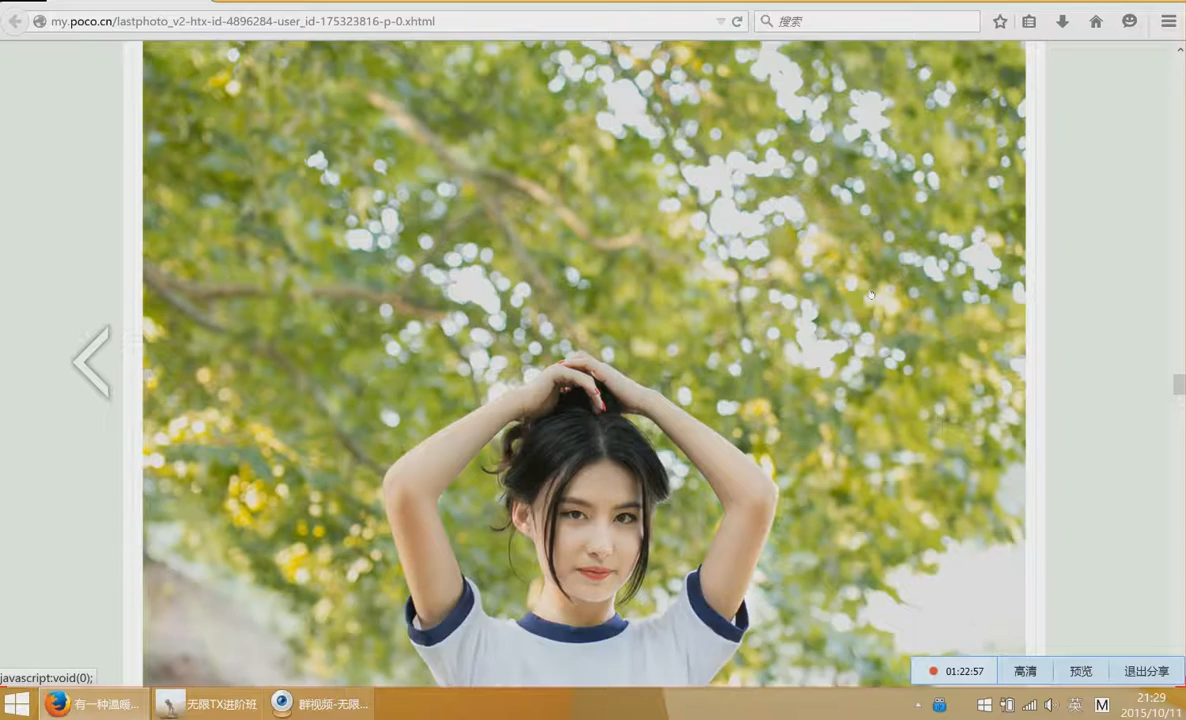 my.poco.cn/lastphoto_v2-htx-id-4896284-user_id-175323816-p-0.xhtml
搜索
javascript:void(0);
01:22:57
高清
预览
退出分享
有一种温暖...
无限TX进阶班
群视频-无限...
英
M
21:29
2015/10/11